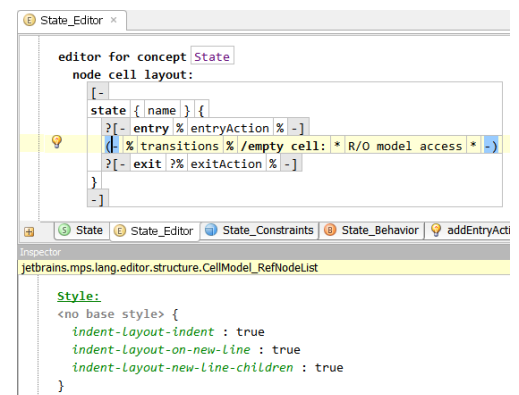 State_Editor ×
editor for concept State
node cell layout:
[-
state { name } {
?[- entry % entryAction % -]
(- % transitions % /empty cell: * R/O model access * -)
?[- exit ?% exitAction % -]
}
-]
State State_Editor State_Constraints State_Behavior addEntryActi
Inspector
jetbrains.mps.lang.editor.structure.CellModel_RefNodeList
Style:
<no base style> {
indent-layout-indent : true
indent-layout-on-new-line : true
indent-layout-new-line-children : true
}